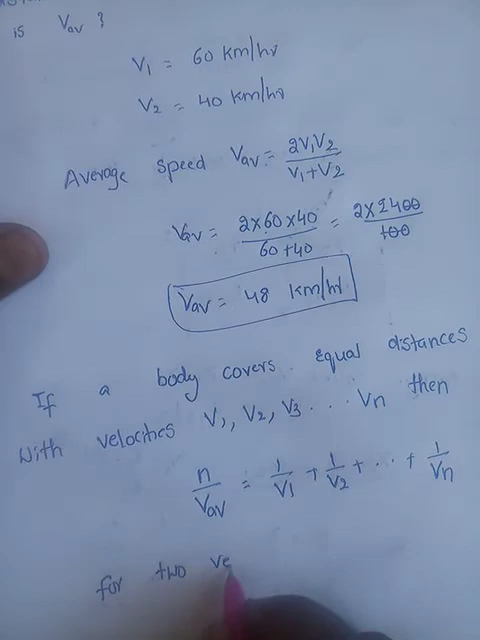 is Vav ?
V1 = 60 km/hr
V2 = 40 km/hr
Average speed Vav = 2V1V2 / V1+V2
Vav = 2×60×40 / 60+40 = 2×2400 / 100
Vav = 48 km/hr
If a body covers equal distances
with velocities V1, V2, V3 . . . Vn then
n/Vav = 1/V1 + 1/V2 + . . + 1/Vn
for two ve